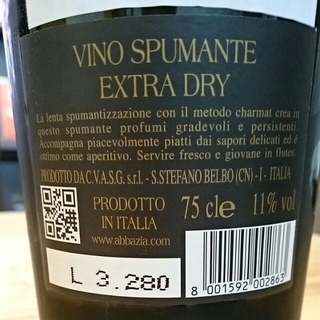 VINO SPUMANTE
EXTRA DRY
La lenta spumantizzazione con il metodo charmat crea in
questo spumante profumi gradevoli e persistenti.
Accompagna piacevolmente piatti dai sapori delicati ed è
ottimo come aperitivo. Servire fresco e giovane in flutes.
PRODOTTO DA C.V.A.S.G. s.r.l. - S.STEFANO BELBO (CN) - I - ITALIA
PRODOTTO
IN ITALIA
75 cl e 11% vol
www.abbazia.com
L 3.280
8 001592 002863